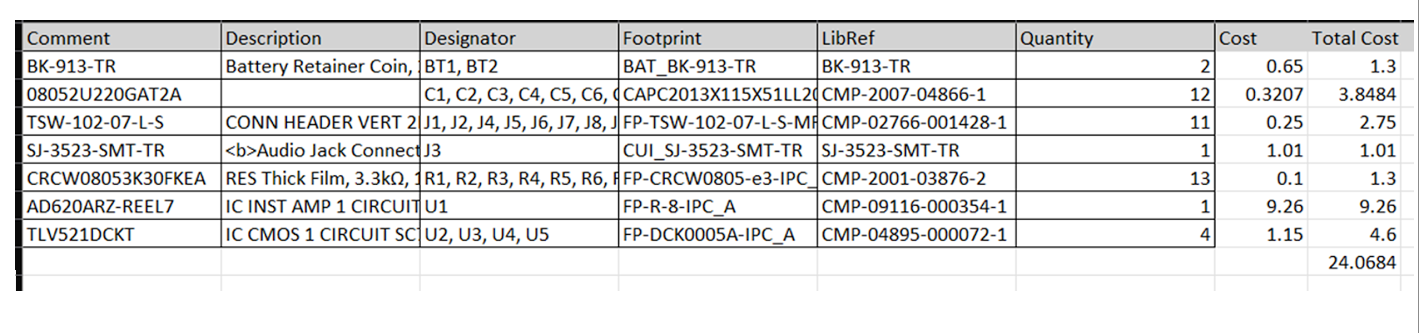 Comment Description Designator Footprint LibRef Quantity Cost Total Cost
BK-913-TR Battery Retainer Coin, BT1, BT2 BAT_BK-913-TR BK-913-TR 2 0.65 1.3
08052U220GAT2A C1, C2, C3, C4, C5, C6, CAPC2013X115X51LL20 CMP-2007-04866-1 12 0.3207 3.8484
TSW-102-07-L-S CONN HEADER VERT 2 J1, J2, J4, J5, J6, J7, J8, J FP-TSW-102-07-L-S-MF CMP-02766-001428-1 11 0.25 2.75
SJ-3523-SMT-TR <b>Audio Jack Connect J3 CUI_SJ-3523-SMT-TR SJ-3523-SMT-TR 1 1.01 1.01
CRCW08053K30FKEA RES Thick Film, 3.3kΩ, 1 R1, R2, R3, R4, R5, R6, FP-CRCW0805-e3-IPC_ CMP-2001-03876-2 13 0.1 1.3
AD620ARZ-REEL7 IC INST AMP 1 CIRCUIT U1 FP-R-8-IPC_A CMP-09116-000354-1 1 9.26 9.26
TLV521DCKT IC CMOS 1 CIRCUIT SC U2, U3, U4, U5 FP-DCK0005A-IPC_A CMP-04895-000072-1 4 1.15 4.6
24.0684